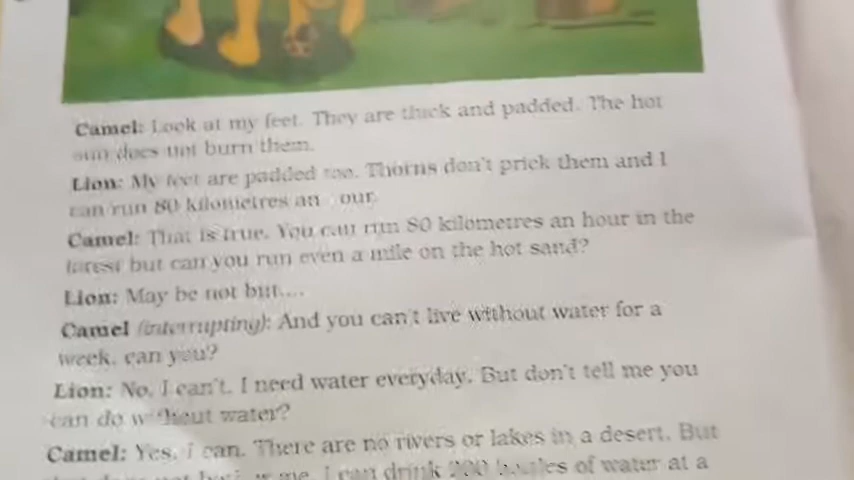 Camel: Look at my feet. They are thick and padded. The hot
sun does not burn them.
Lion: My feet are padded too. Thorns don't prick them and I
can run 80 kilometres an our
Camel: That is true. You can run 80 kilometres an hour in the
forest but can you run even a mile on the hot sand?
Lion: May be not but....
Camel (interrupting): And you can't live without water for a
week, can you?
Lion: No, I can't. I need water everyday. But don't tell me you
can do without water?
Camel: Yes, I can. There are no rivers or lakes in a desert. But
me. I can drink 200 bottles of water at a